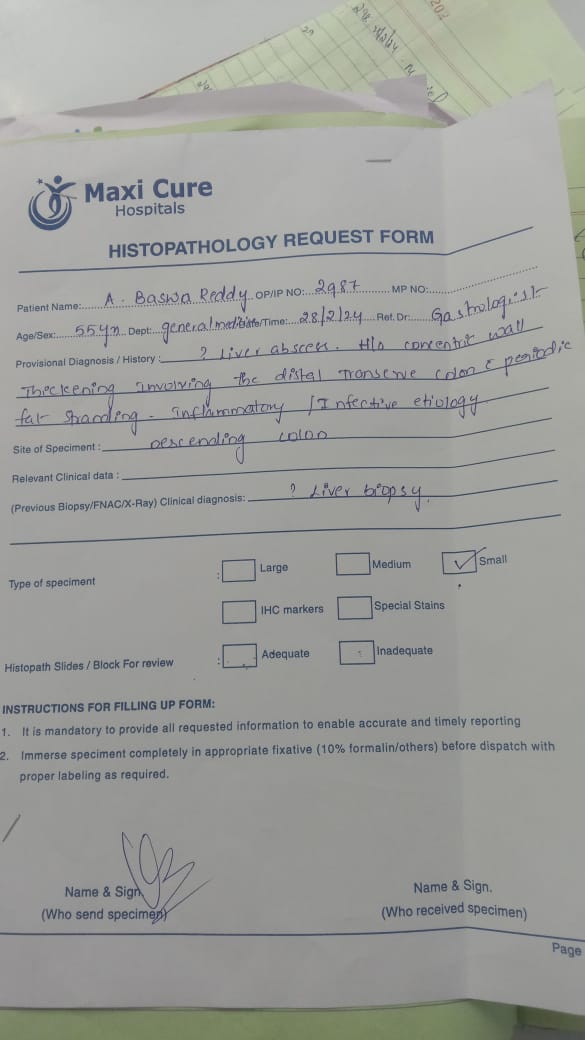 203
29
Maxi Cure
Hospitals
HISTOPATHOLOGY REQUEST FORM
Patient Name: A. Baswa Reddy OP/IP NO: 2987 MP NO:
Age/Sex: 55yn Dept: general medicine Date/Time: 28/2/24 Ref. Dr: Gastrologist
Provisional Diagnosis / History : ? Liver abscess. H/o concentric wall
Thickening involving the distal transerve colon c periodic
fat stranding - inflammatory / Infective etiology
Site of Speciment : Descending colon
Relevant Clinical data :
(Previous Biopsy/FNAC/X-Ray) Clinical diagnosis: ? Liver biopsy.
Type of speciment : Large Medium ✓ Small
IHC markers Special Stains
Histopath Slides / Block For review : Adequate Inadequate
INSTRUCTIONS FOR FILLING UP FORM:
1. It is mandatory to provide all requested information to enable accurate and timely reporting
2. Immerse speciment completely in appropriate fixative (10% formalin/others) before dispatch with
proper labeling as required.
Name & Sign. Name & Sign.
(Who send specimen) (Who received specimen)
Page